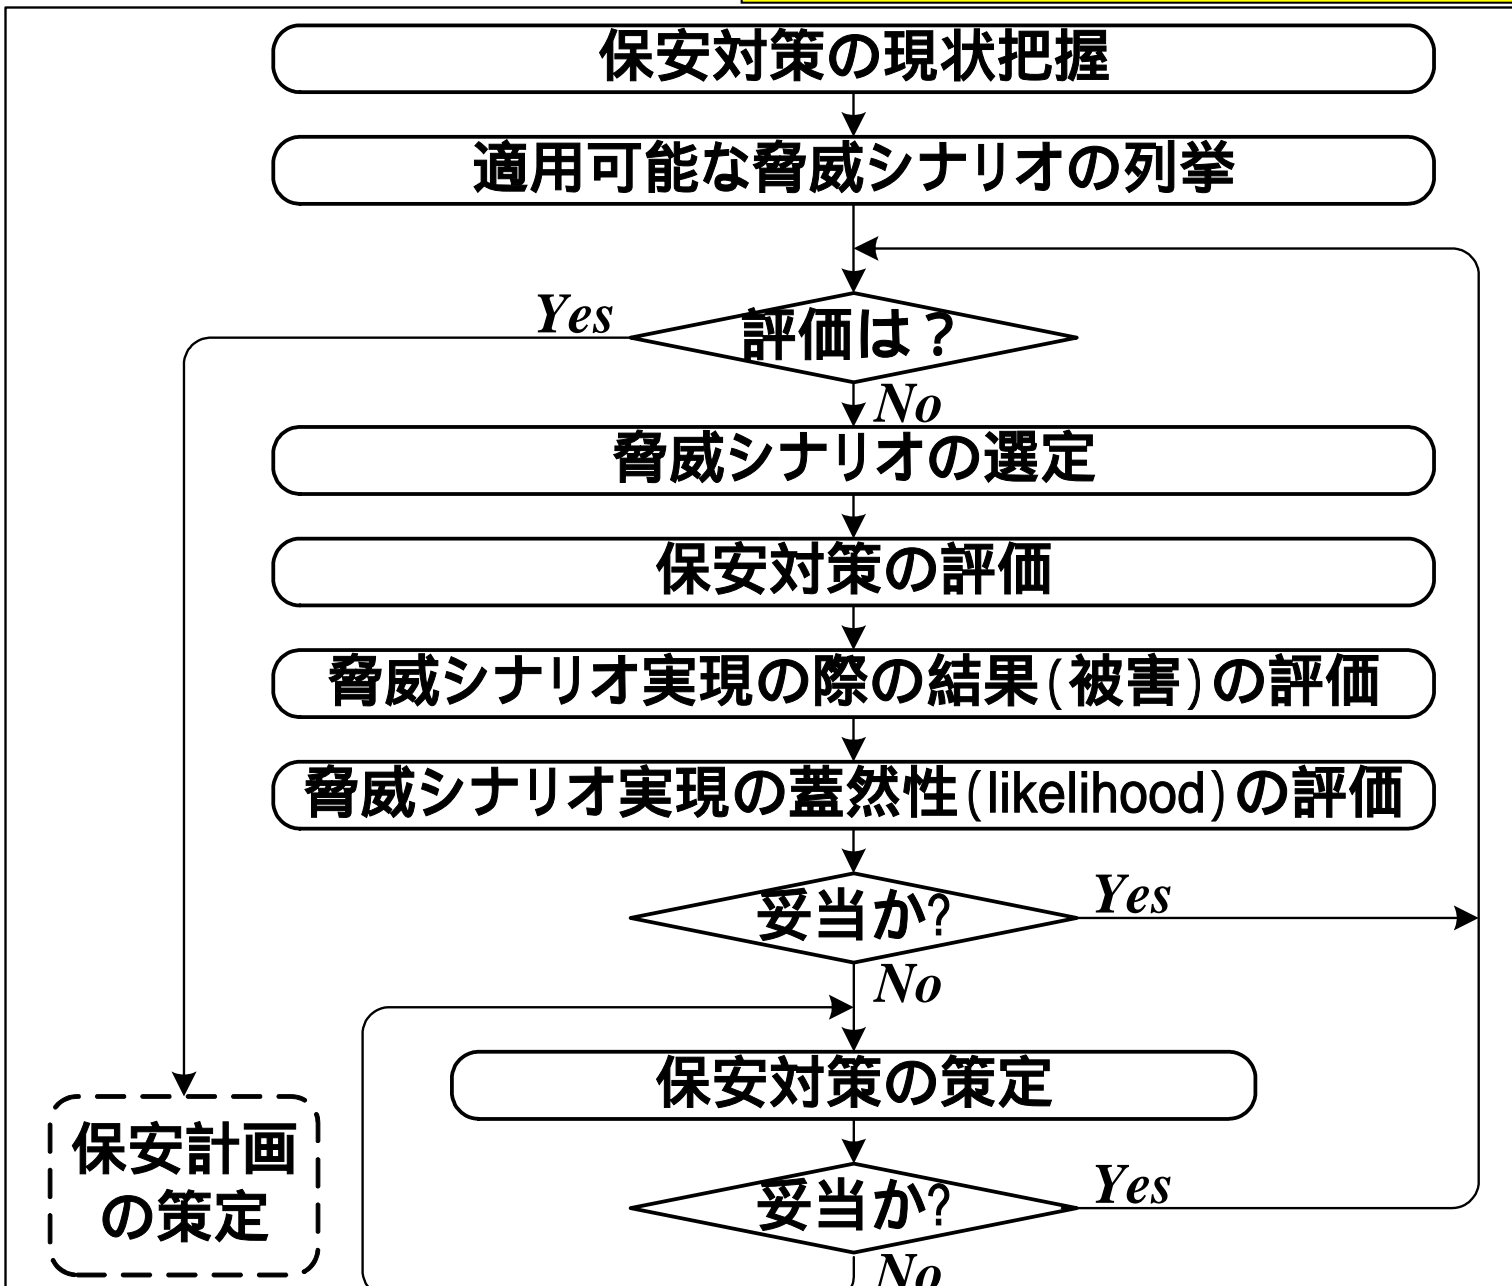 保安対策の現状把握
適用可能な脅威シナリオの列挙
Yes
評価は？
No
脅威シナリオの選定
保安対策の評価
脅威シナリオ実現の際の結果(被害)の評価
脅威シナリオ実現の蓋然性(likelihood)の評価
妥当か?
Yes
No
保安対策の策定
保安計画
の策定
妥当か?
Yes
No